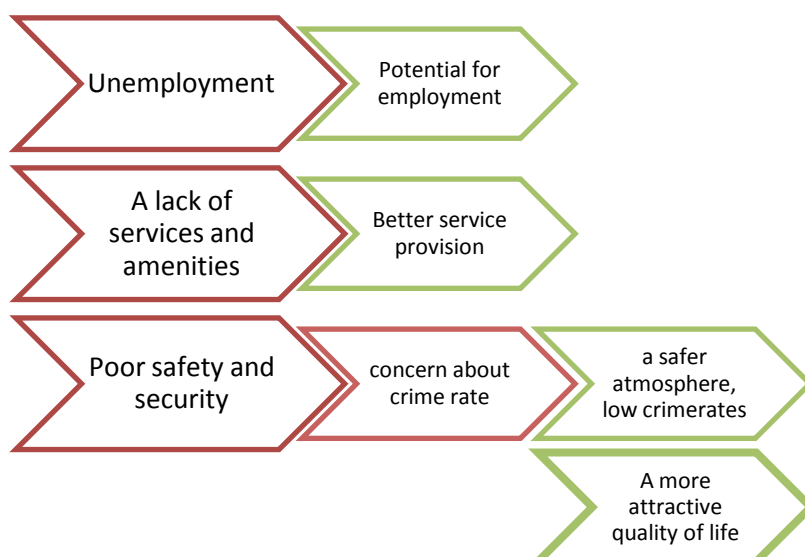 Unemployment
Potential for
employment
A lack of
services and
amenities
Better service
provision
Poor safety and
security
concern about
crime rate
a safer
atmosphere,
low crimerates
A more
attractive
quality of life